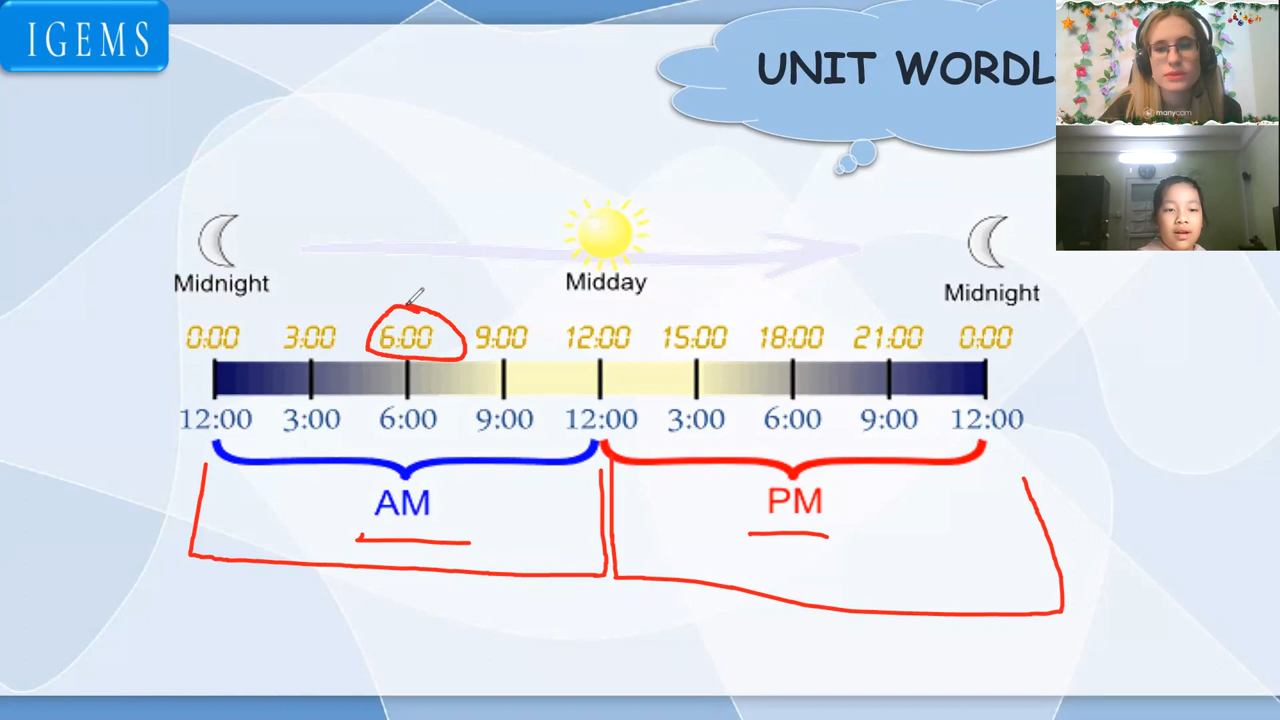 IGEMS
UNIT WORDL
manycam
Midnight
Midday
Midnight
0:00 3:00 6:00 9:00 12:00 15:00 18:00 21:00 0:00
12:00 3:00 6:00 9:00 12:00 3:00 6:00 9:00 12:00
AM
PM